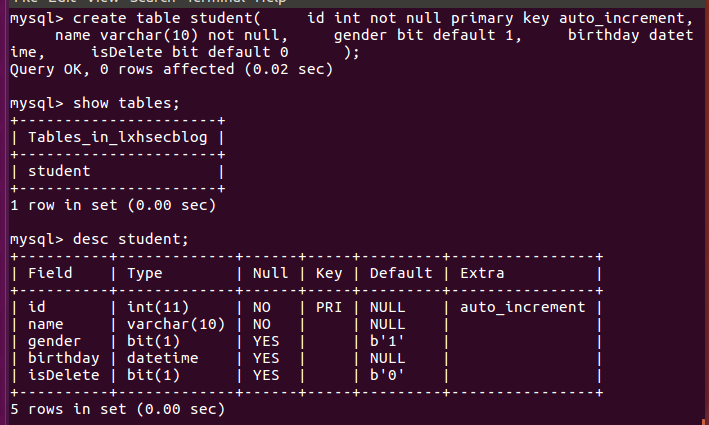 File Edit View Search Terminal Help
mysql> create table student(     id int not null primary key auto_increment,
     name varchar(10) not null,     gender bit default 1,     birthday datet
ime,     isDelete bit default 0      );
Query OK, 0 rows affected (0.02 sec)

mysql> show tables;
+----------------------+
| Tables_in_lxhsecblog |
+----------------------+
| student              |
+----------------------+
1 row in set (0.00 sec)

mysql> desc student;
+----------+-------------+------+-----+---------+----------------+
| Field    | Type        | Null | Key | Default | Extra          |
+----------+-------------+------+-----+---------+----------------+
| id       | int(11)     | NO   | PRI | NULL    | auto_increment |
| name     | varchar(10) | NO   |     | NULL    |                |
| gender   | bit(1)      | YES  |     | b'1'    |                |
| birthday | datetime    | YES  |     | NULL    |                |
| isDelete | bit(1)      | YES  |     | b'0'    |                |
+----------+-------------+------+-----+---------+----------------+
5 rows in set (0.00 sec)